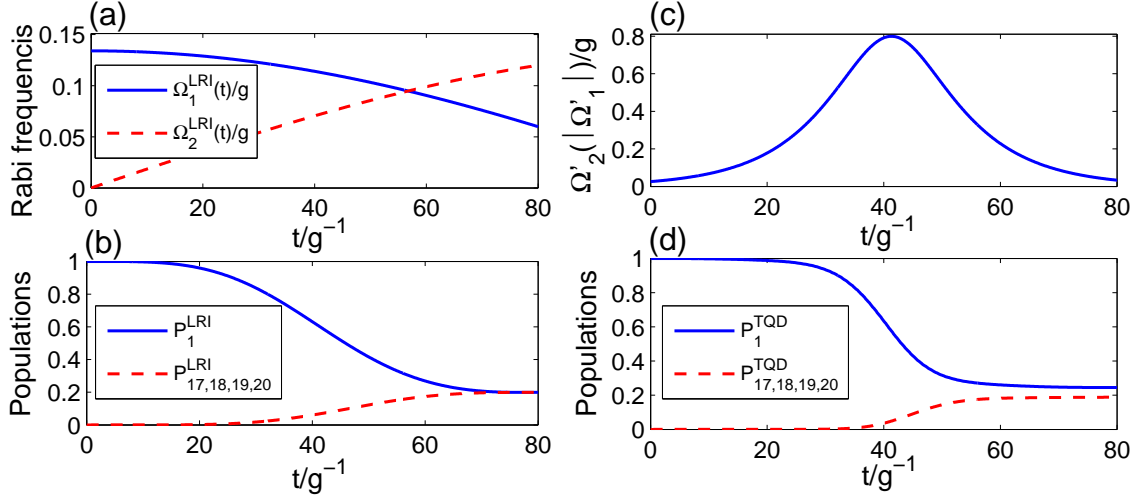 (a)
Rabi frequencis
0.15
0.1
0.05
0
Ω₁ᴸᴿᴵ(t)/g
Ω₂ᴸᴿᴵ(t)/g
0 20 40 60 80
t/g⁻¹
(c)
Ω'₂(|Ω'₁|)/g
0.8
0.6
0.4
0.2
0
0 20 40 60 80
t/g⁻¹
(b)
Populations
1
0.8
0.6
0.4
0.2
0
P₁ᴸᴿᴵ
P₁₇,₁₈,₁₉,₂₀ᴸᴿᴵ
0 20 40 60 80
t/g⁻¹
(d)
Populations
1
0.8
0.6
0.4
0.2
0
P₁^TQD
P₁₇,₁₈,₁₉,₂₀^TQD
0 20 40 60 80
t/g⁻¹